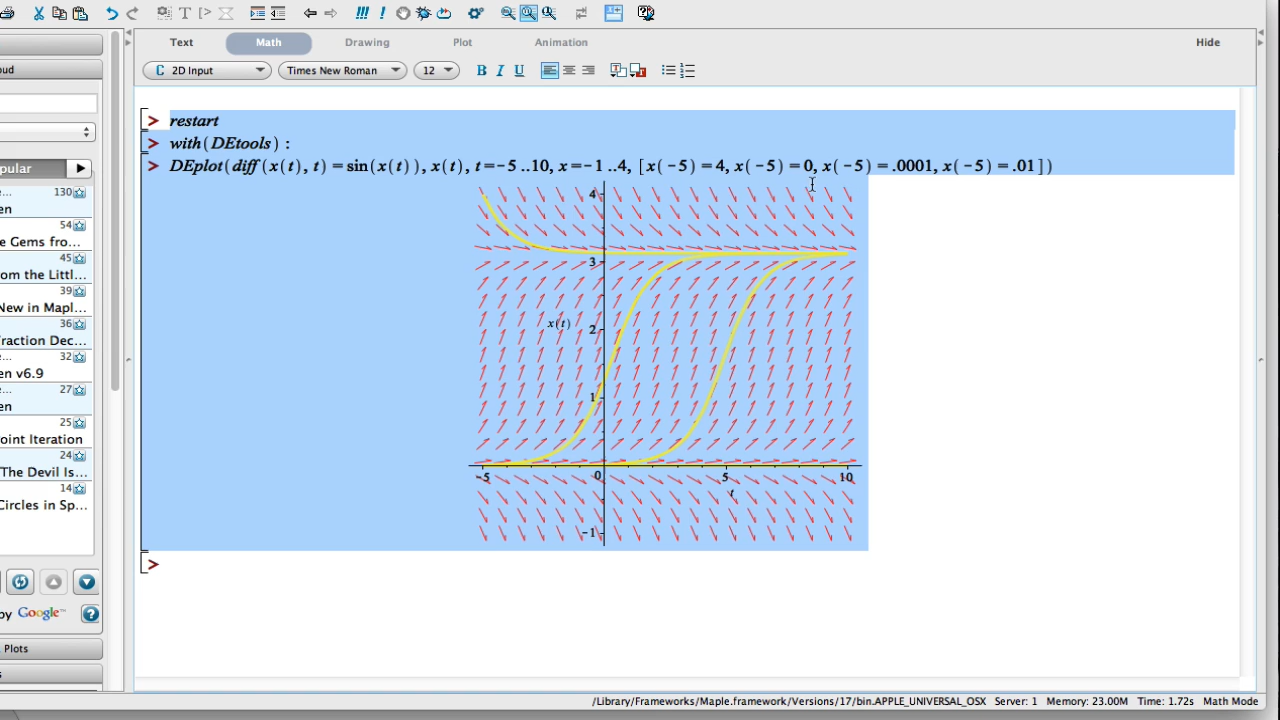 Text Math Drawing Plot Animation Hide
C 2D Input Times New Roman 12 B I U
oud
pular
> restart
> with(DEtools) :
> DEplot(diff(x(t), t)=sin(x(t)), x(t), t=-5 ..10, x=-1 ..4, [x(-5)=4, x(-5)=0, x(-5)=.0001, x(-5)=.01])
4
3
x(t)
2
1
-5 0 5 10
t
-1
>
e... 130
en
54
e Gems fro...
45
om the Littl...
39
New in Mapl...
36
raction Dec...
e... 32
en v6.9
e... 27
en
25
oint Iteration
24
The Devil Is...
14
Circles in Sp...
by Google™
Plots
s
/Library/Frameworks/Maple.framework/Versions/17/bin.APPLE_UNIVERSAL_OSX Server: 1 Memory: 23.00M Time: 1.72s Math Mode